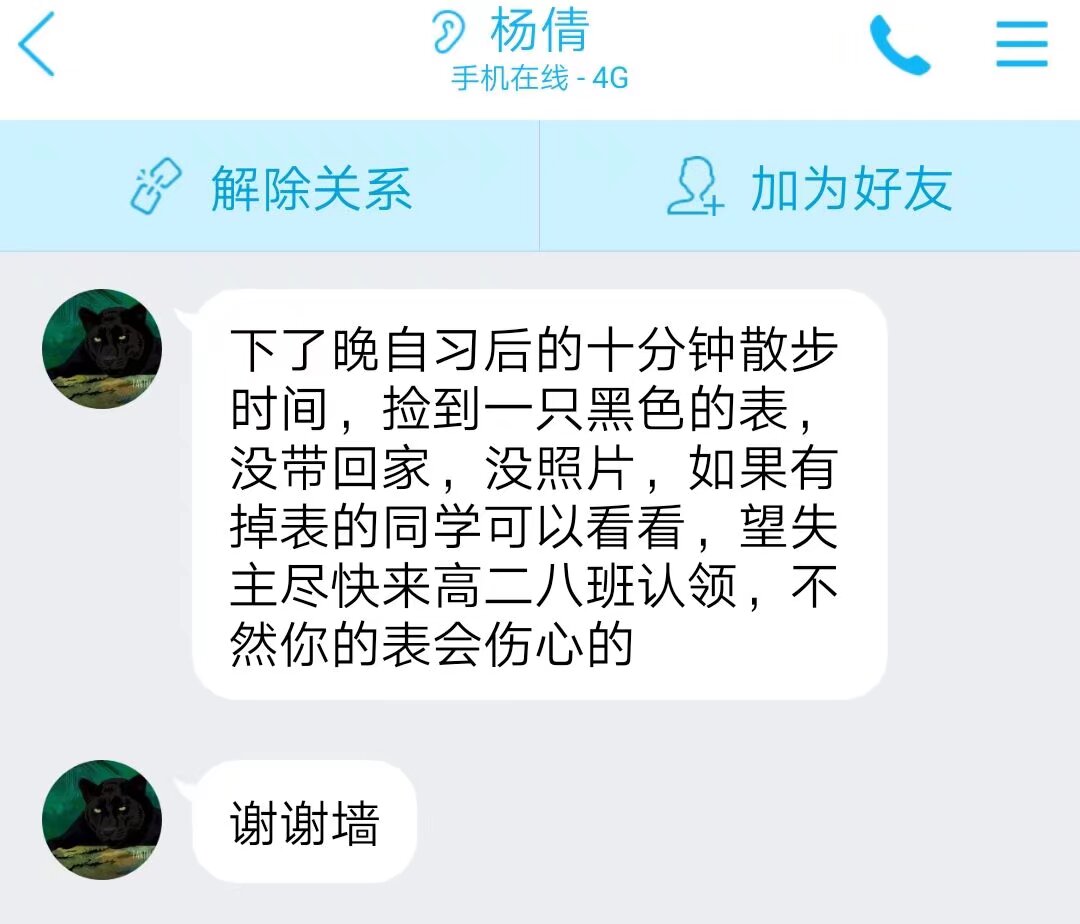 杨倩
手机在线 - 4G
解除关系
加为好友
下了晚自习后的十分钟散步
时间，捡到一只黑色的表，
没带回家，没照片，如果有
掉表的同学可以看看，望失
主尽快来高二八班认领，不
然你的表会伤心的
谢谢墙